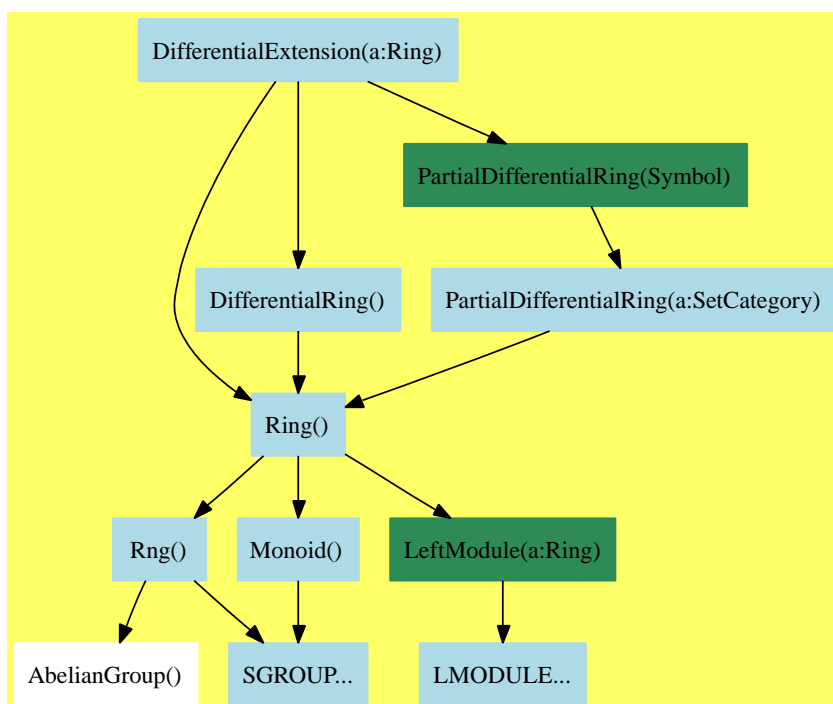 DifferentialExtension(a:Ring)
PartialDifferentialRing(Symbol)
DifferentialRing()
PartialDifferentialRing(a:SetCategory)
Ring()
Rng()
Monoid()
LeftModule(a:Ring)
AbelianGroup()
SGROUP...
LMODULE...